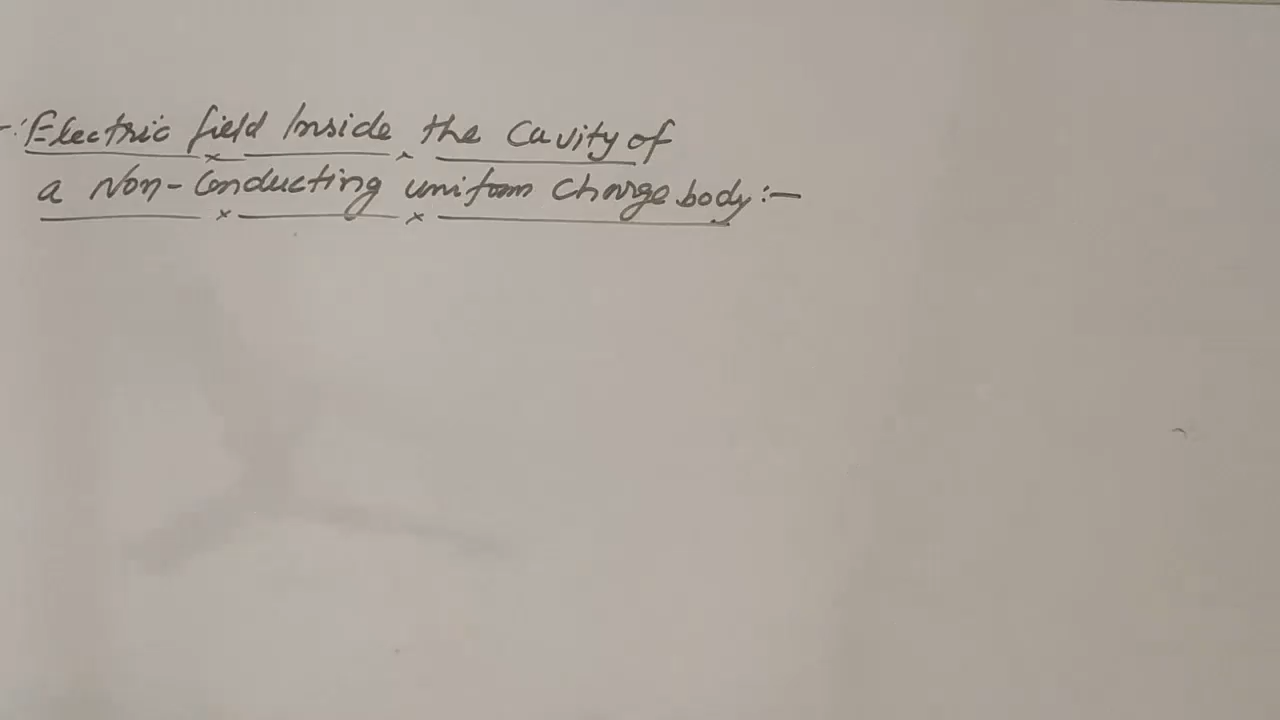 -: Electric field Inside the Cavity of
a Non-Conducting uniform Charge body :-